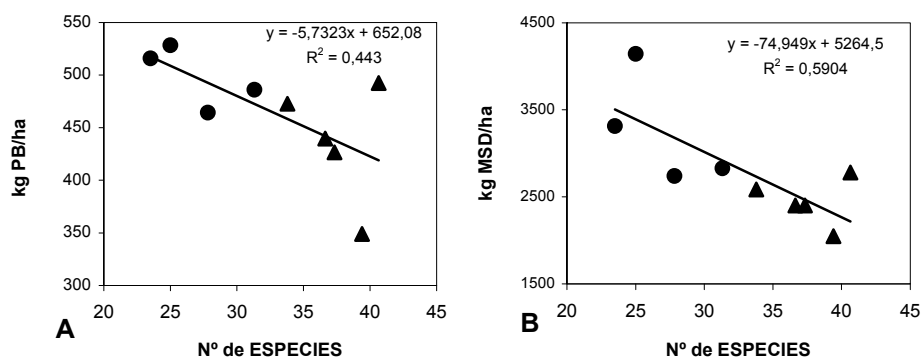 550
500
450
400
350
300
kg PB/ha
y = -5,7323x + 652,08
R2 = 0,443
20 25 30 35 40 45
A
Nº de ESPECIES
4500
3500
2500
1500
kg MSD/ha
y = -74,949x + 5264,5
R2 = 0,5904
20 25 30 35 40 45
B
Nº de ESPECIES